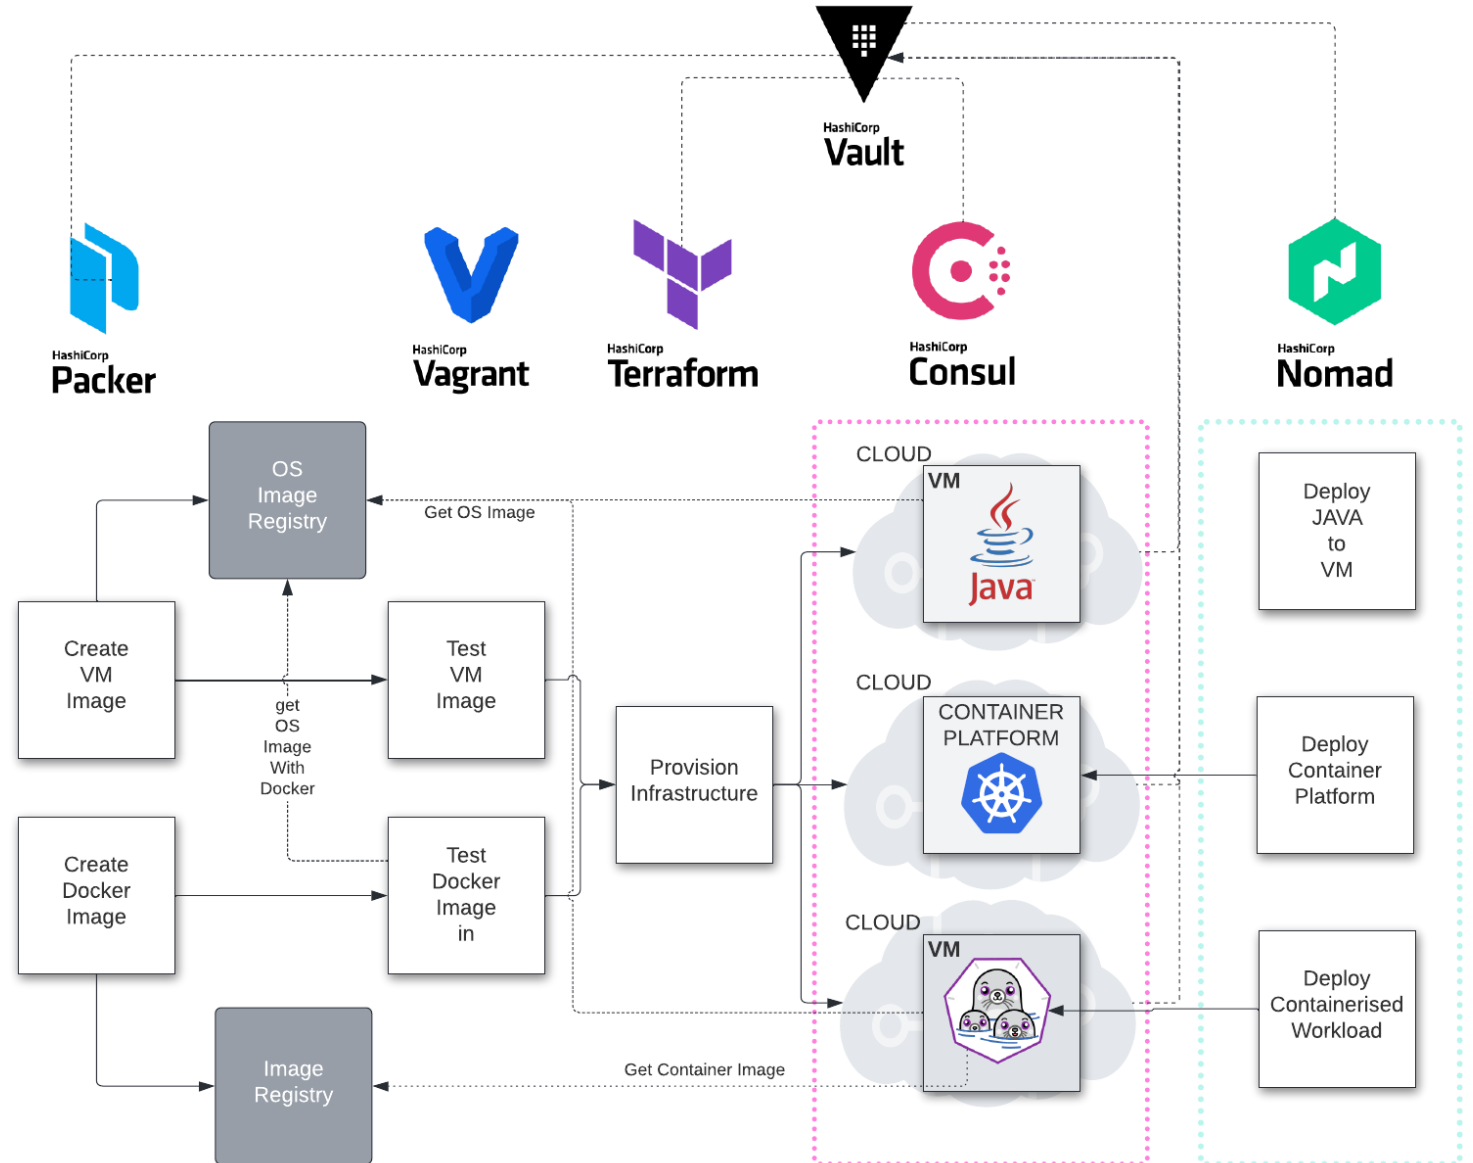 HashiCorp
Vault
HashiCorp
Packer
HashiCorp
Vagrant
HashiCorp
Terraform
HashiCorp
Consul
HashiCorp
Nomad
OS
Image
Registry
Get OS Image
CLOUD
VM
Java
Deploy
JAVA
to
VM
Create
VM
Image
get
OS
Image
With
Docker
Test
VM
Image
Provision
Infrastructure
CLOUD
CONTAINER
PLATFORM
Deploy
Container
Platform
Create
Docker
Image
Test
Docker
Image
in
CLOUD
VM
Deploy
Containerised
Workload
Image
Registry
Get Container Image